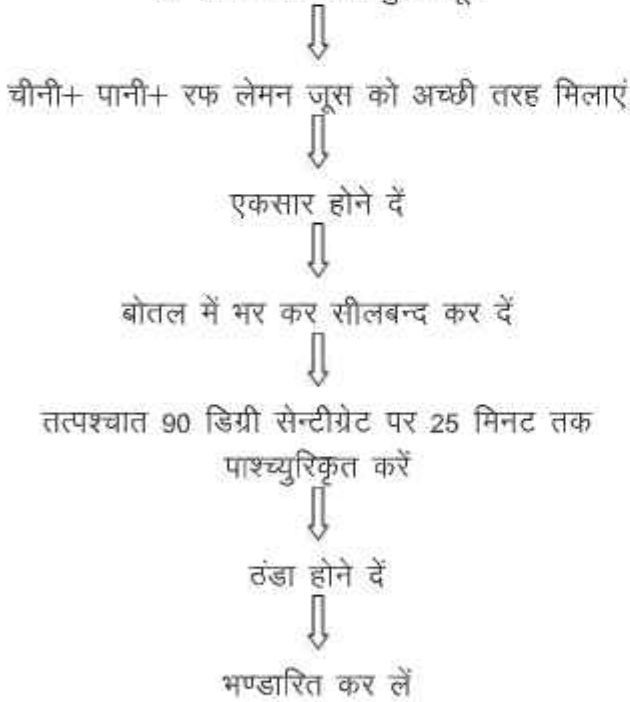 चीनी+ पानी+ रफ लेमन जूस को अच्छी तरह मिलाएं
एकसार होने दें
बोतल में भर कर सीलबन्द कर दें
तत्पश्चात 90 डिग्री सेन्टीग्रेट पर 25 मिनट तक
पाश्च्युरिकृत करें
ठंडा होने दें
भण्डारित कर लें